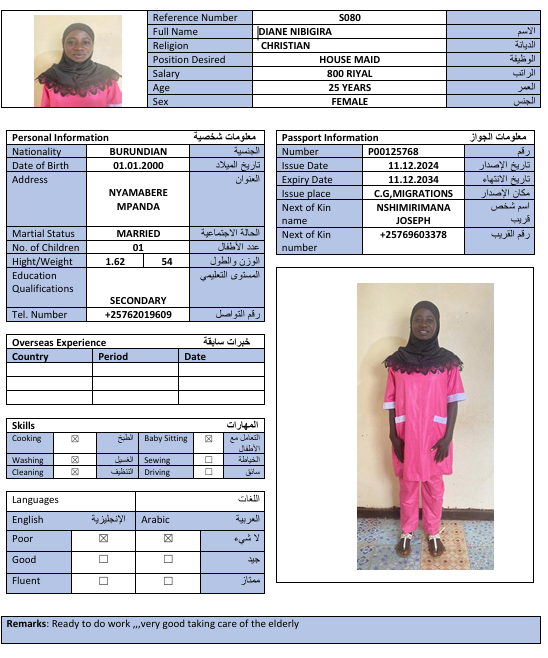 Reference Number S080
Full Name DIANE NIBIGIRA الاسم
Religion CHRISTIAN الديانة
Position Desired HOUSE MAID الوظيفة
Salary 800 RIYAL الراتب
Age 25 YEARS العمر
Sex FEMALE الجنس
Personal Information معلومات شخصية
Nationality BURUNDIAN الجنسية
Date of Birth 01.01.2000 تاريخ الميلاد
Address العنوان
NYAMABERE
MPANDA
Martial Status MARRIED الحالة الاجتماعية
No. of Children 01 عدد الأطفال
Hight/Weight 1.62 54 الوزن والطول
Education المستوى التعليمي
Qualifications
SECONDARY
Tel. Number +25762019609 رقم التواصل
Passport Information معلومات الجواز
Number P00125768 رقم
Issue Date 11.12.2024 تاريخ الإصدار
Expiry Date 11.12.2034 تاريخ الانتهاء
Issue place C.G,MIGRATIONS مكان الإصدار
Next of Kin NSHIMIRIMANA اسم شخص
name JOSEPH قريب
Next of Kin +25769603378 رقم القريب
number
Overseas Experience خبرات سابقة
Country Period Date
Skills المهارات
Cooking ☒ الطبخ Baby Sitting ☒ التعامل مع
الأطفال
Washing ☒ الغسيل Sewing ☐ الخياطة
Cleaning ☒ التنظيف Driving ☐ سائق
Languages اللغات
English الإنجليزية Arabic العربية
Poor ☒ ☒ لا شيء
Good ☐ ☐ جيد
Fluent ☐ ☐ ممتاز
Remarks: Ready to do work ,,,very good taking care of the elderly